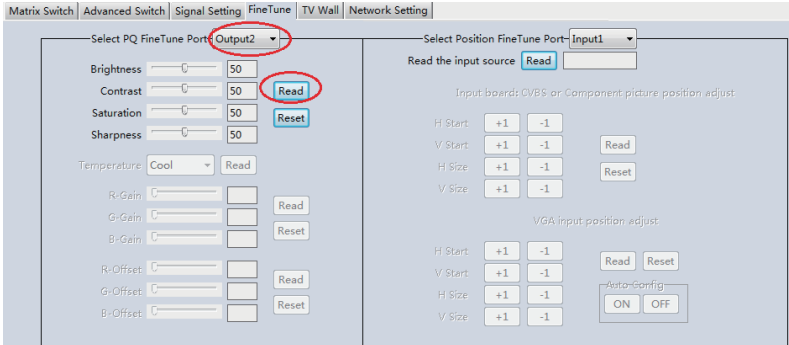 Matrix Switch Advanced Switch Signal Setting FineTune TV Wall Network Setting
Select PQ FineTune Port Output2
Brightness 50
Contrast 50 Read
Saturation 50 Reset
Sharpness 50
Temperature Cool Read
R-Gain
G-Gain Read
B-Gain Reset
R-Offset
G-Offset Read
B-Offset Reset
Select Position FineTune Port Input1
Read the input source Read
Input board: CVBS or Component picture position adjust
H Start +1 -1
V Start +1 -1 Read
H Size +1 -1 Reset
V Size +1 -1
VGA input position adjust
H Start +1 -1 Read Reset
V Start +1 -1
Auto-Config
H Size +1 -1 ON OFF
V Size +1 -1